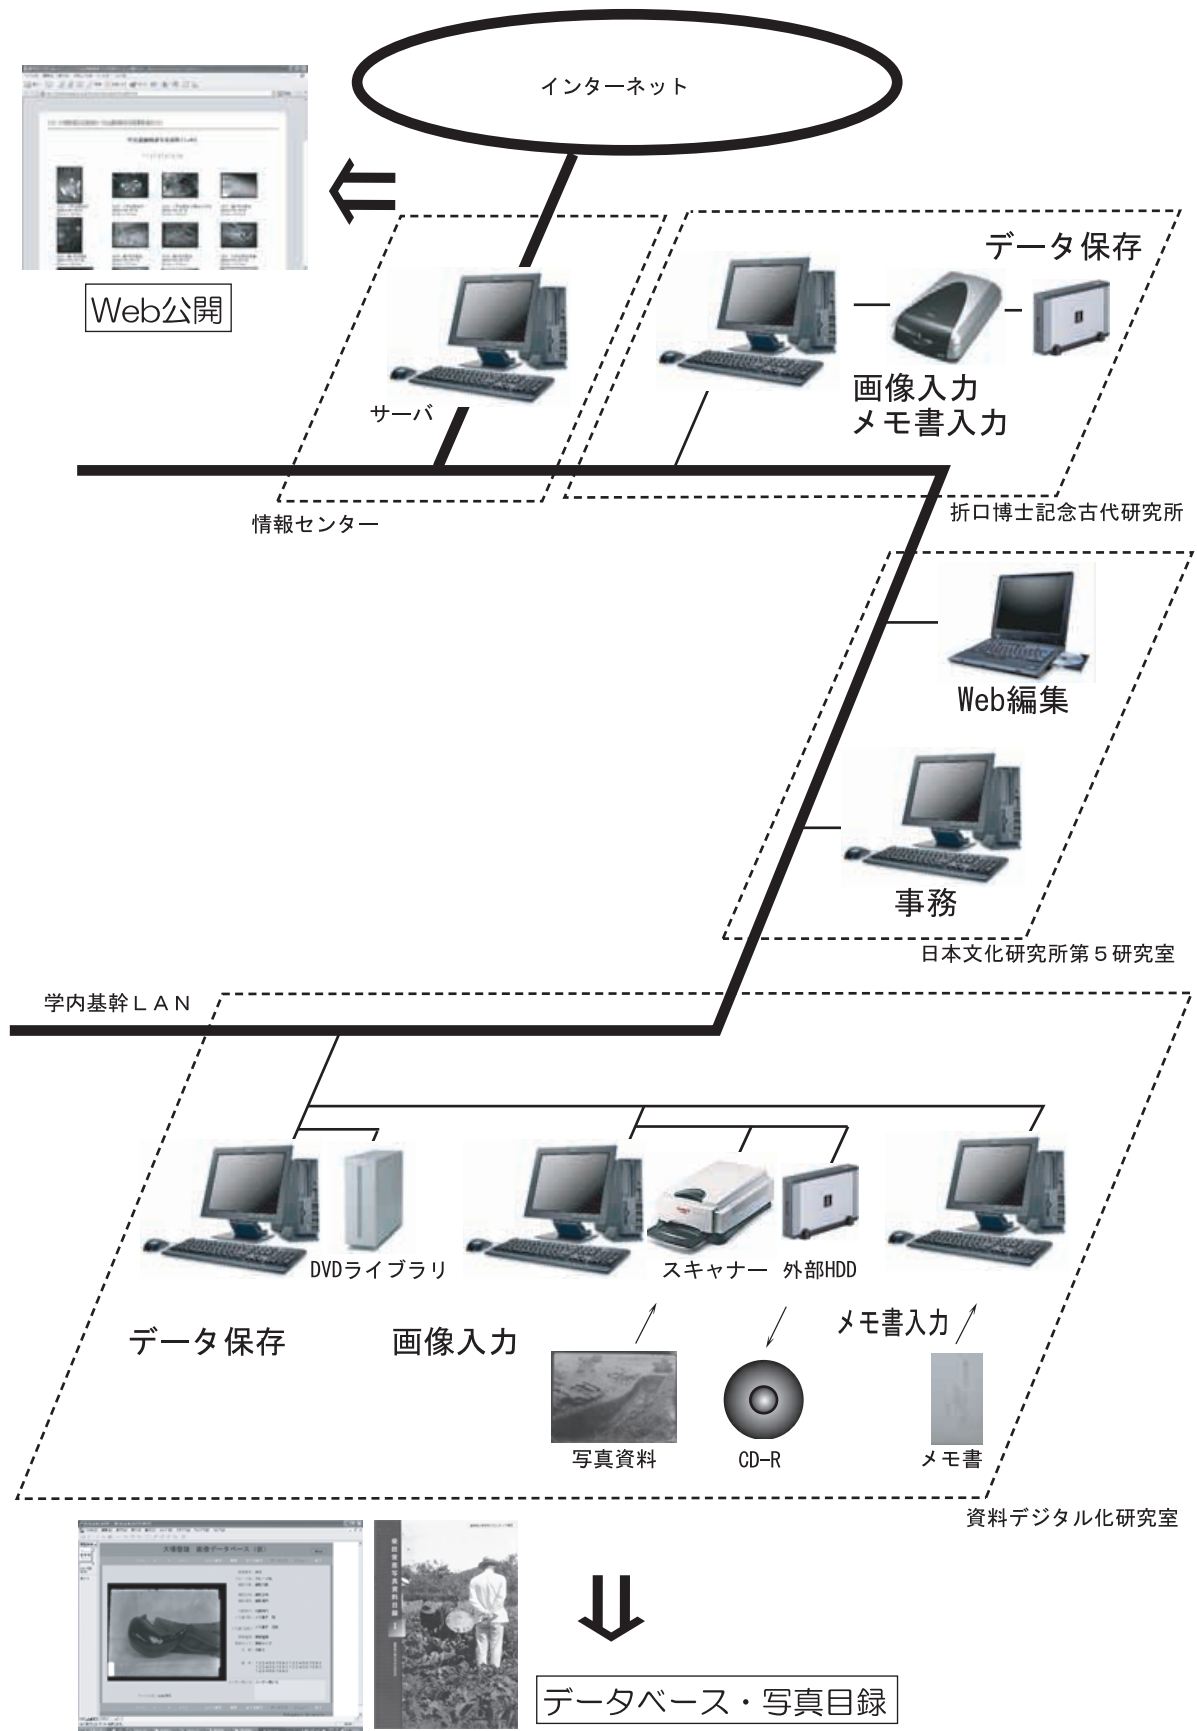 インターネット
Web公開
データ保存
画像入力
メモ書入力
サーバ
情報センター
折口博士記念古代研究所
Web編集
事務
日本文化研究所第5研究室
学内基幹LAN
DVDライブラリ
スキャナー
外部HDD
データ保存
画像入力
メモ書入力
写真資料
CD-R
メモ書
資料デジタル化研究室
データベース・写真目録